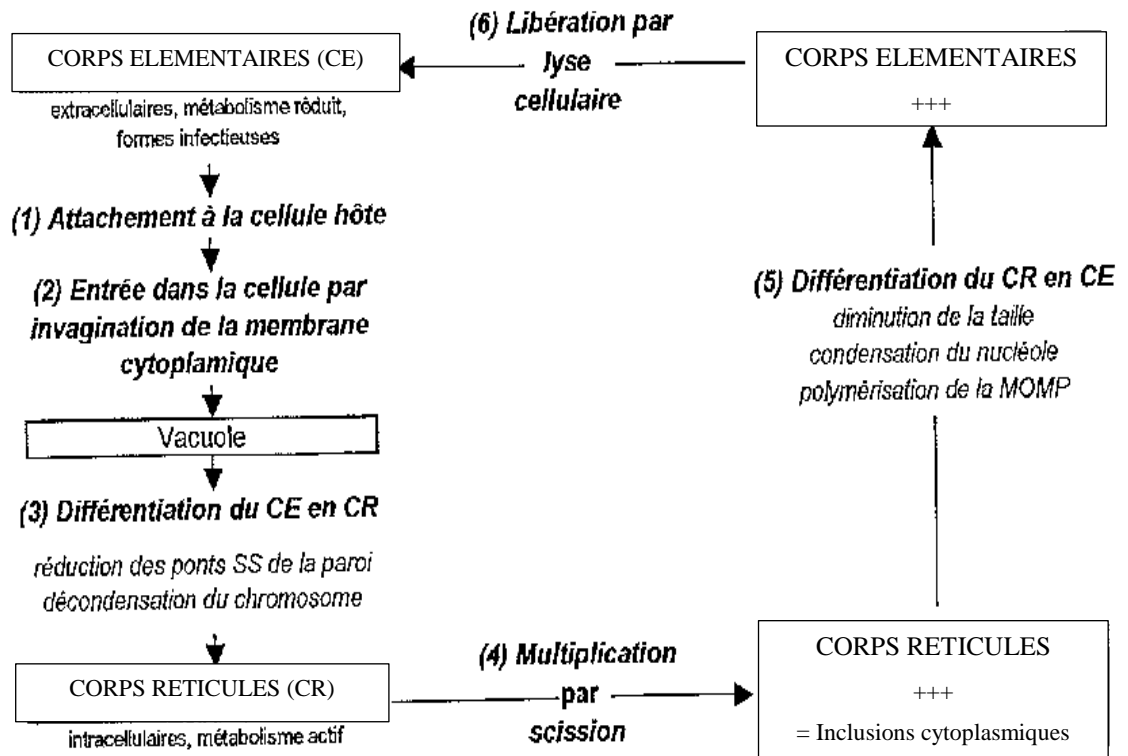 CORPS ELEMENTAIRES (CE)
extracellulaires, métabolisme réduit,
formes infectieuses
(1) Attachement à la cellule hôte
(2) Entrée dans la cellule par
invagination de la membrane
cytoplamique
Vacuole
(3) Différentiation du CE en CR
réduction des ponts SS de la paroi
décondensation du chromosome
CORPS RETICULES (CR)
intracellulaires, métabolisme actif
(4) Multiplication
par
scission
CORPS RETICULES
+++
= Inclusions cytoplasmiques
(5) Différentiation du CR en CE
diminution de la taille
condensation du nucléole
polymérisation de la MOMP
CORPS ELEMENTAIRES
+++
(6) Libération par
lyse
cellulaire